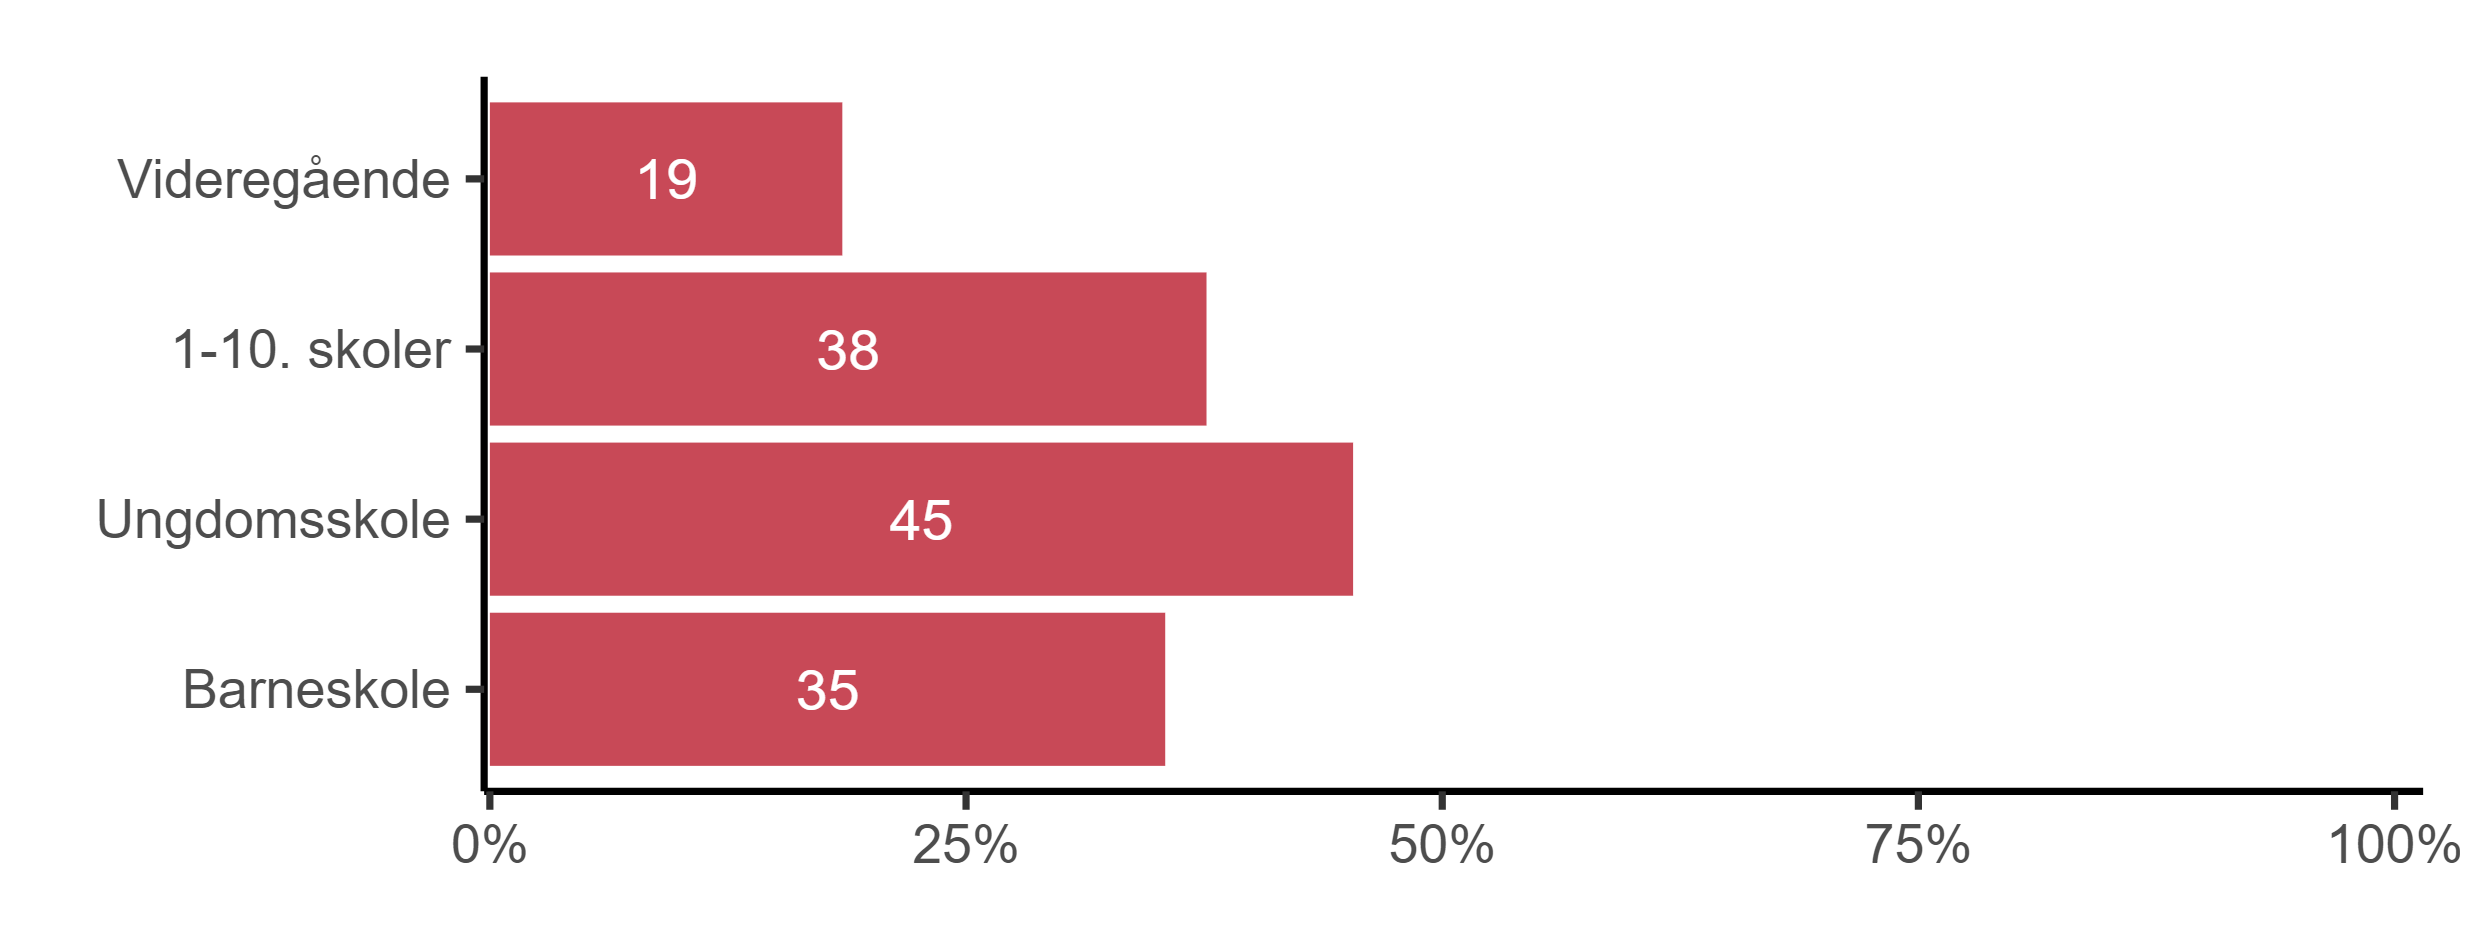 Videregående 19
1-10. skoler 38
Ungdomsskole 45
Barneskole 35
0% 25% 50% 75% 100%